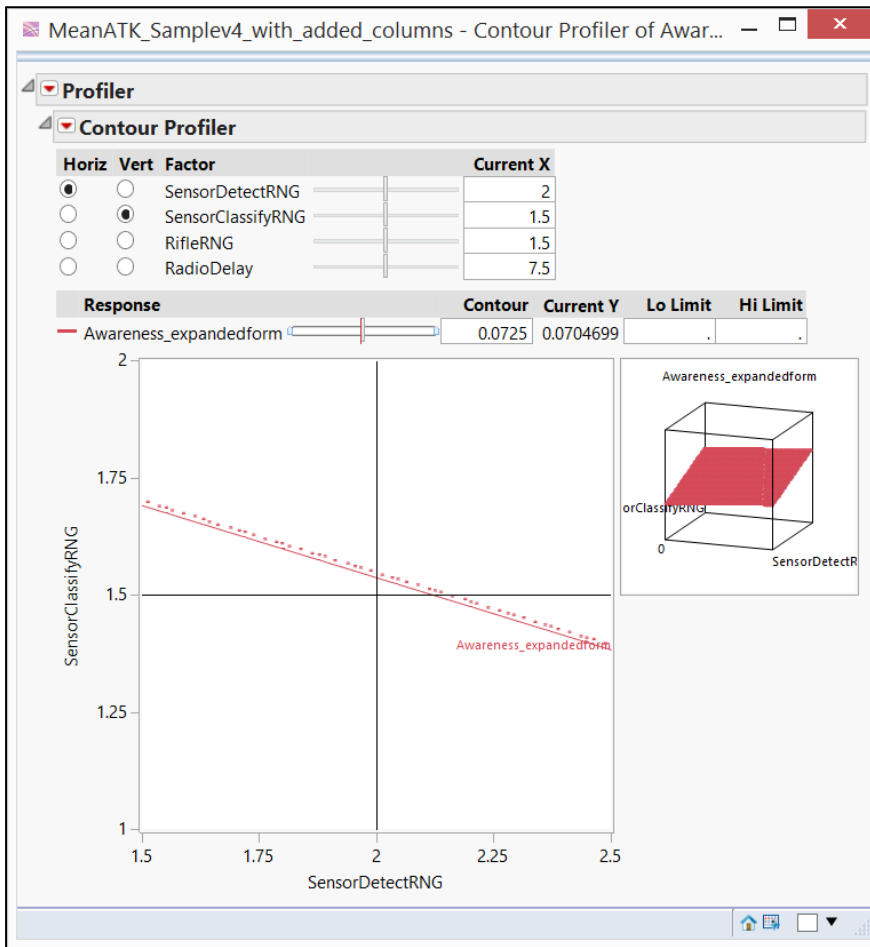 MeanATK_Samplev4_with_added_columns - Contour Profiler of Awar...
Profiler
Contour Profiler
Horiz Vert Factor Current X
SensorDetectRNG 2
SensorClassifyRNG 1.5
RifleRNG 1.5
RadioDelay 7.5
Response Contour Current Y Lo Limit Hi Limit
Awareness_expandedform 0.0725 0.0704699 . .
2
1.75
1.5
1.25
1
SensorClassifyRNG
Awareness_expandedform
1.5 1.75 2 2.25 2.5
SensorDetectRNG
Awareness_expandedform
orClassifyRNG
0
SensorDetectR